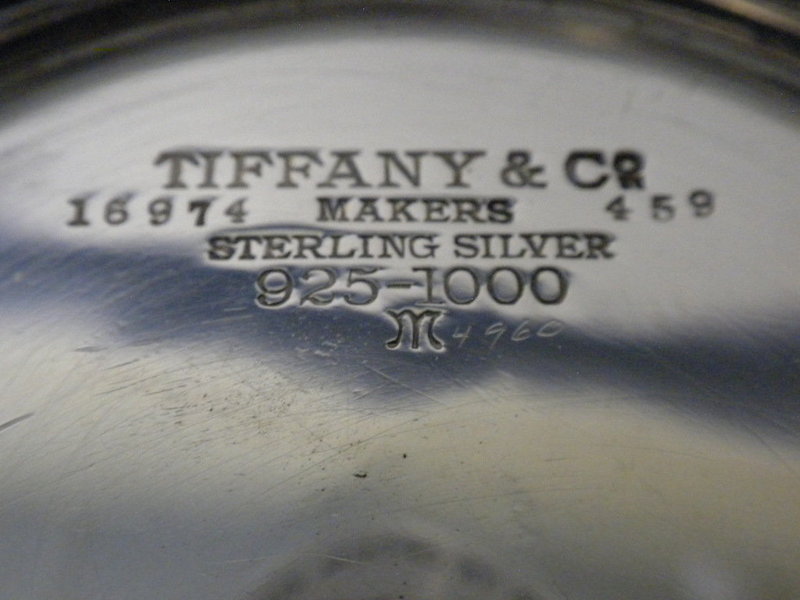 TIFFANY & Co
16974 MAKERS 459
STERLING SILVER
925-1000
M 4960